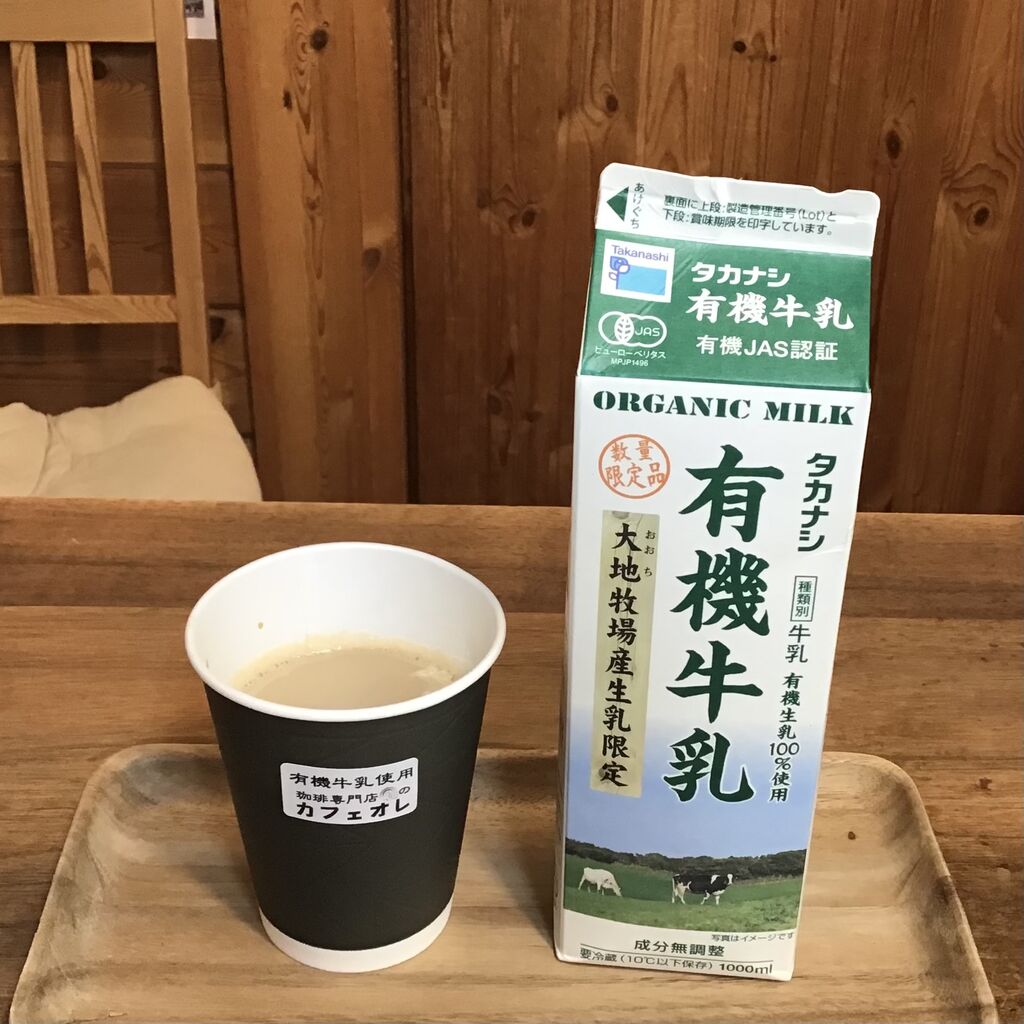 あけぐち
裏面に上段:製造管理番号(Lot)と
下段:賞味期限を印字しています。
Takanashi
タカナシ
有機牛乳
有機JAS認証
JAS
ビューローベリタス
MPJP1496
ORGANIC MILK
数量
限定品
タカナシ
有機牛乳
おおち
大地牧場産生乳限定
種類別
牛乳
有機生乳100%使用
写真はイメージです
成分無調整
要冷蔵(10℃以下保存) 1000ml
有機牛乳使用
珈琲専門店の
カフェオレ